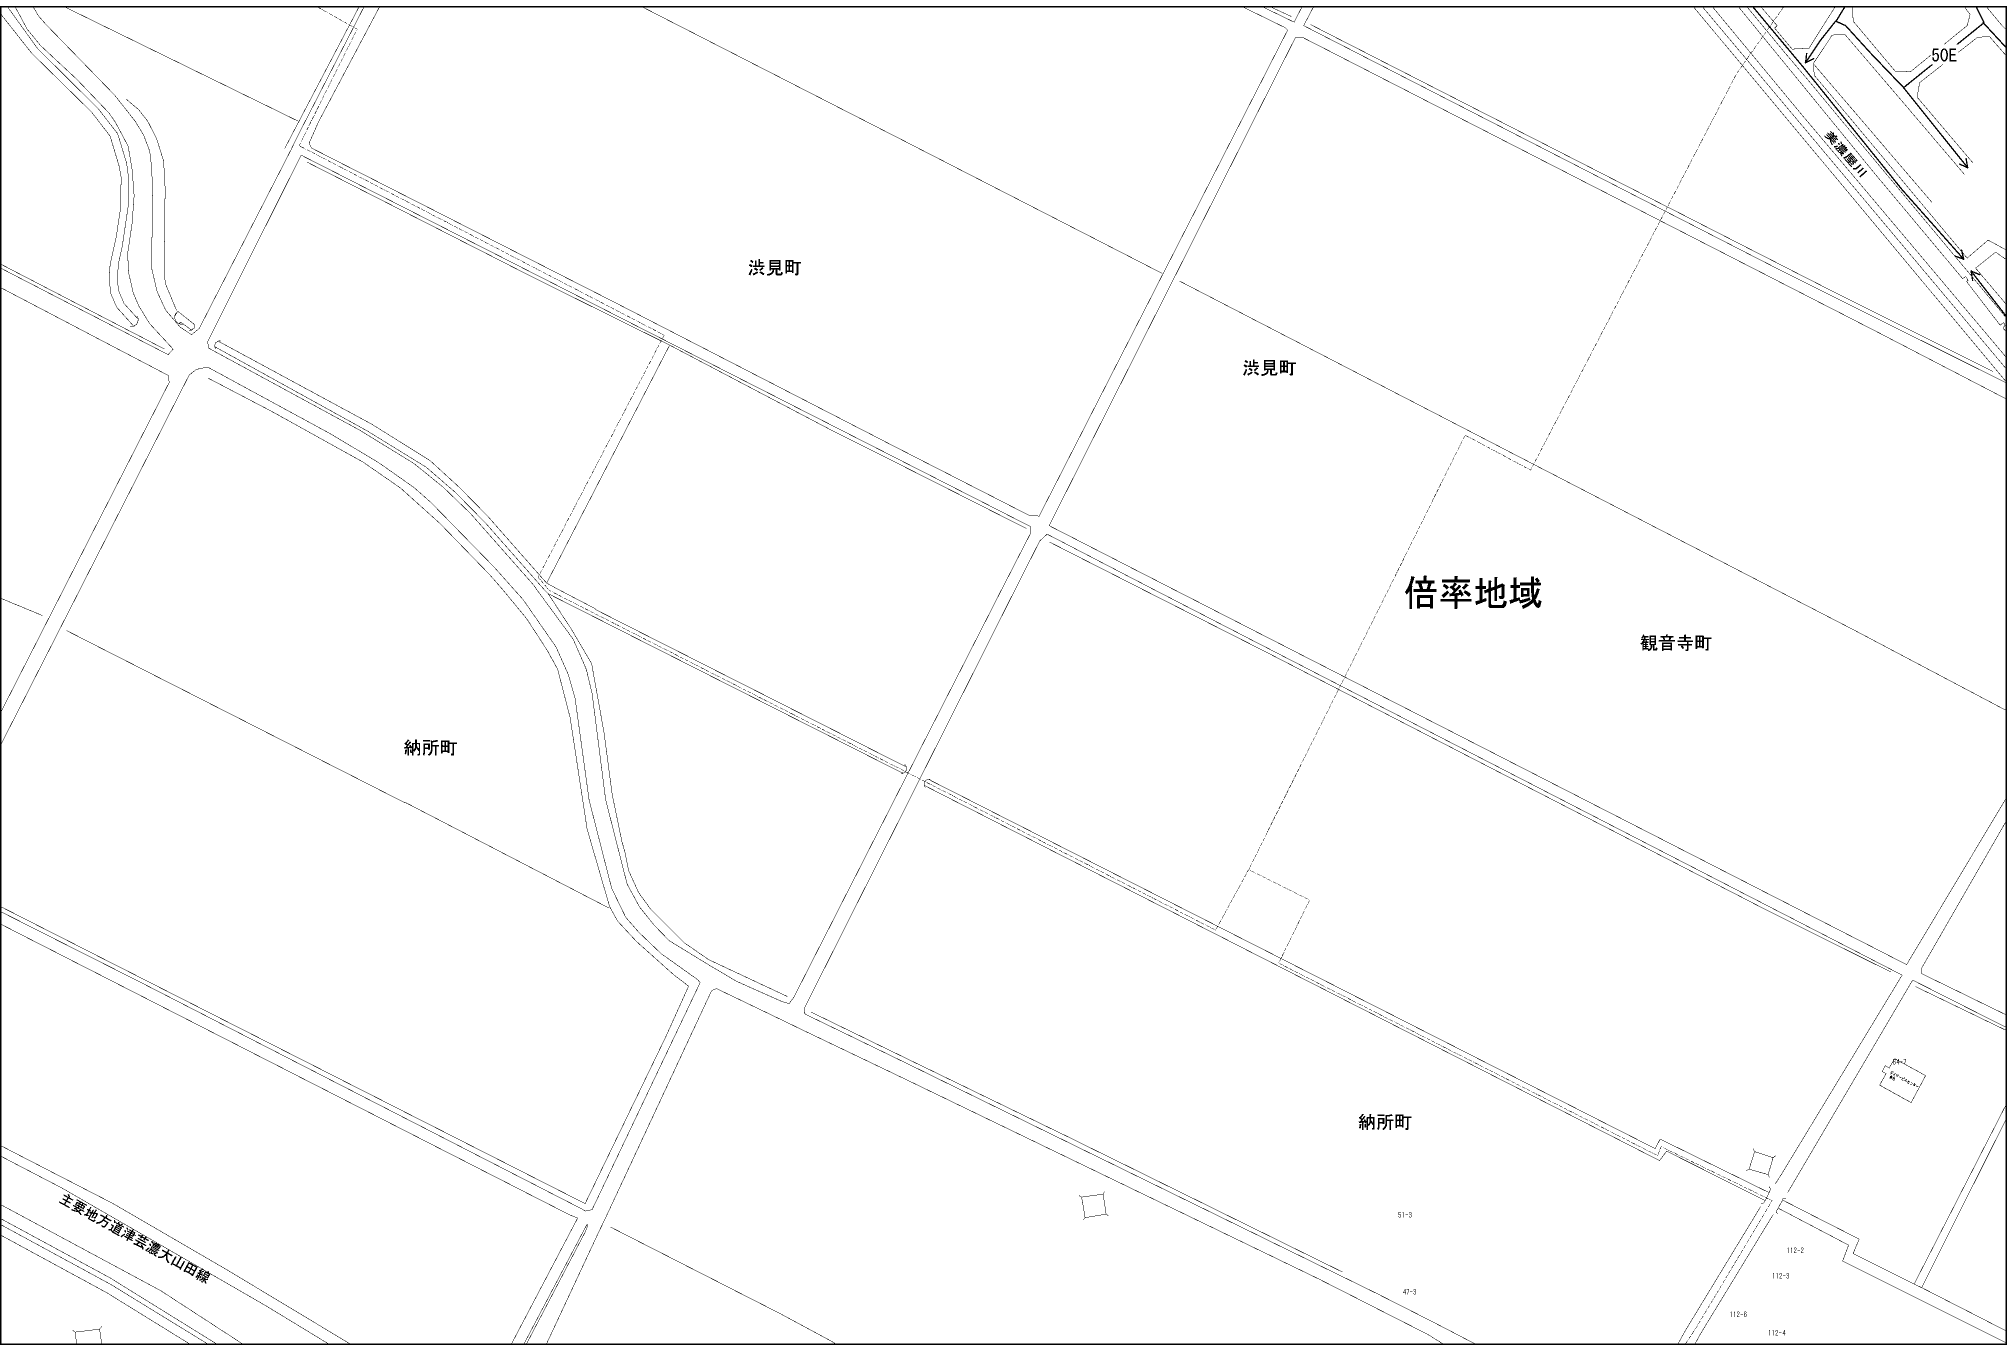 50E
美濃屋川
渋見町
渋見町
倍率地域
観音寺町
納所町
納所町
主要地方道津芸濃大山田線
51-3
112-2
112-3
47-3
112-6
112-4